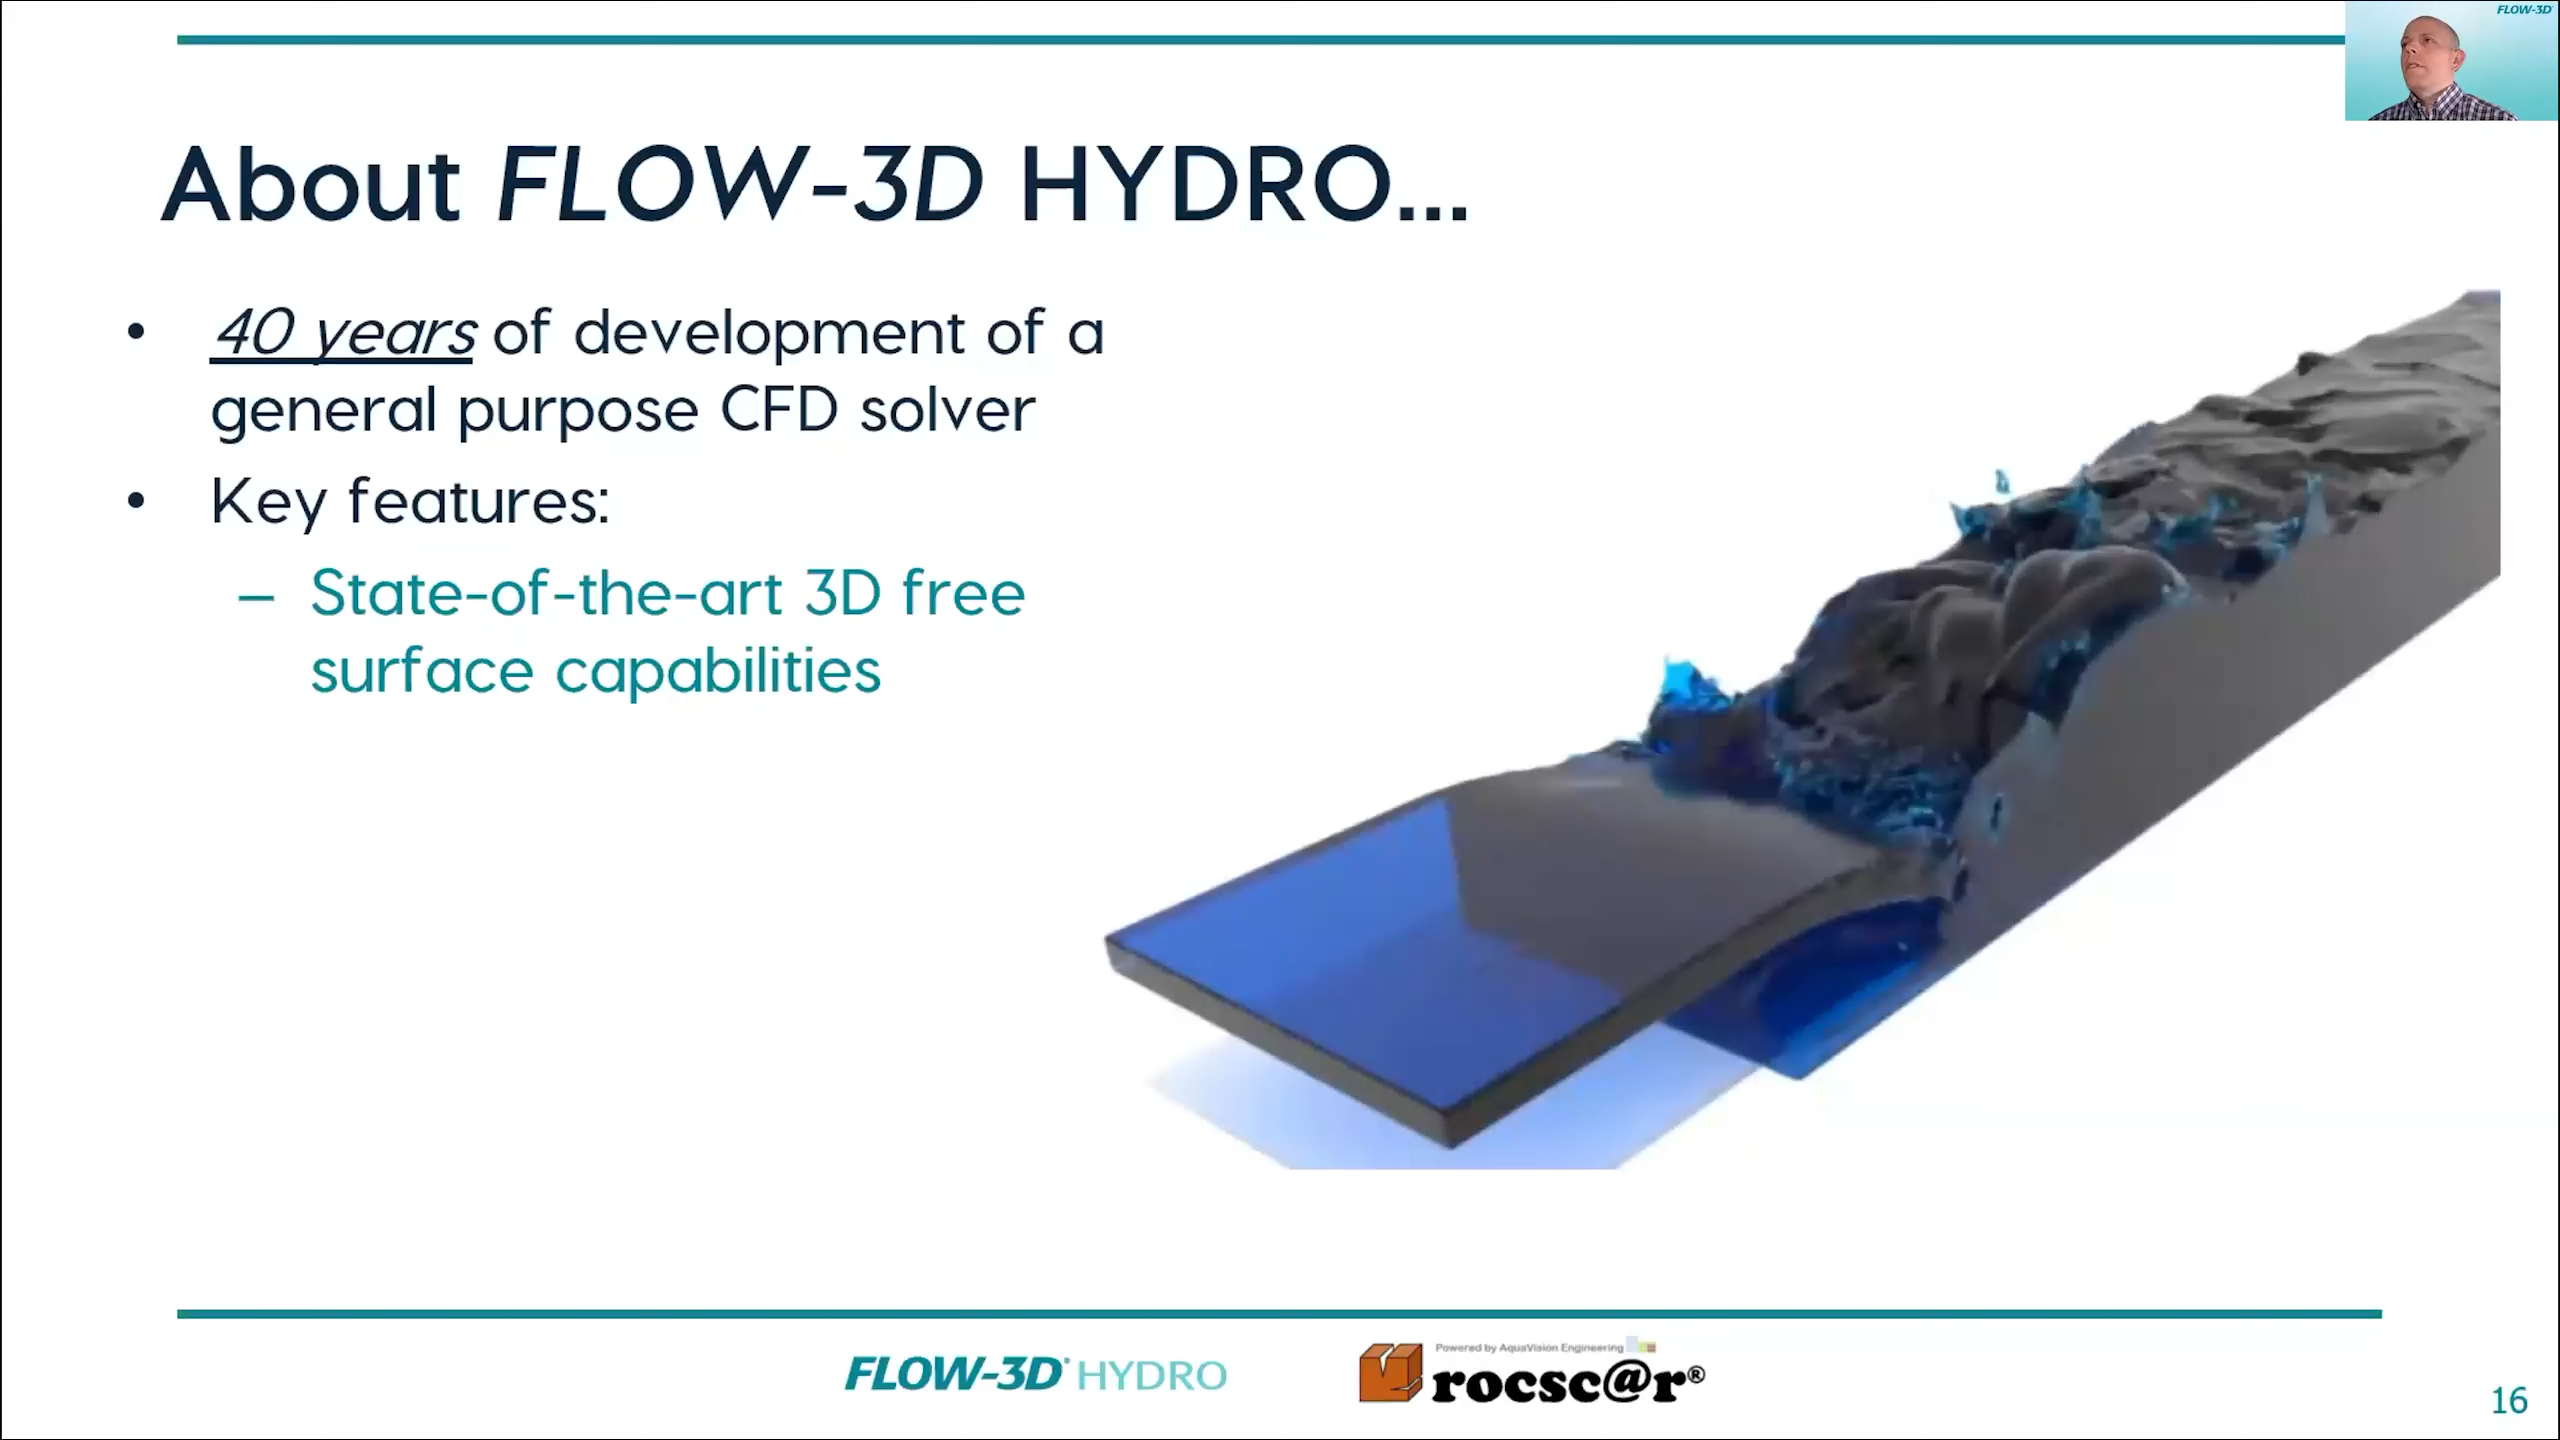 FLOW-3D
About FLOW-3D HYDRO...
• 40 years of development of a
general purpose CFD solver
• Key features:
– State-of-the-art 3D free
surface capabilities
FLOW-3D® HYDRO
Powered by AquaVision Engineering
rocsc@r®
16